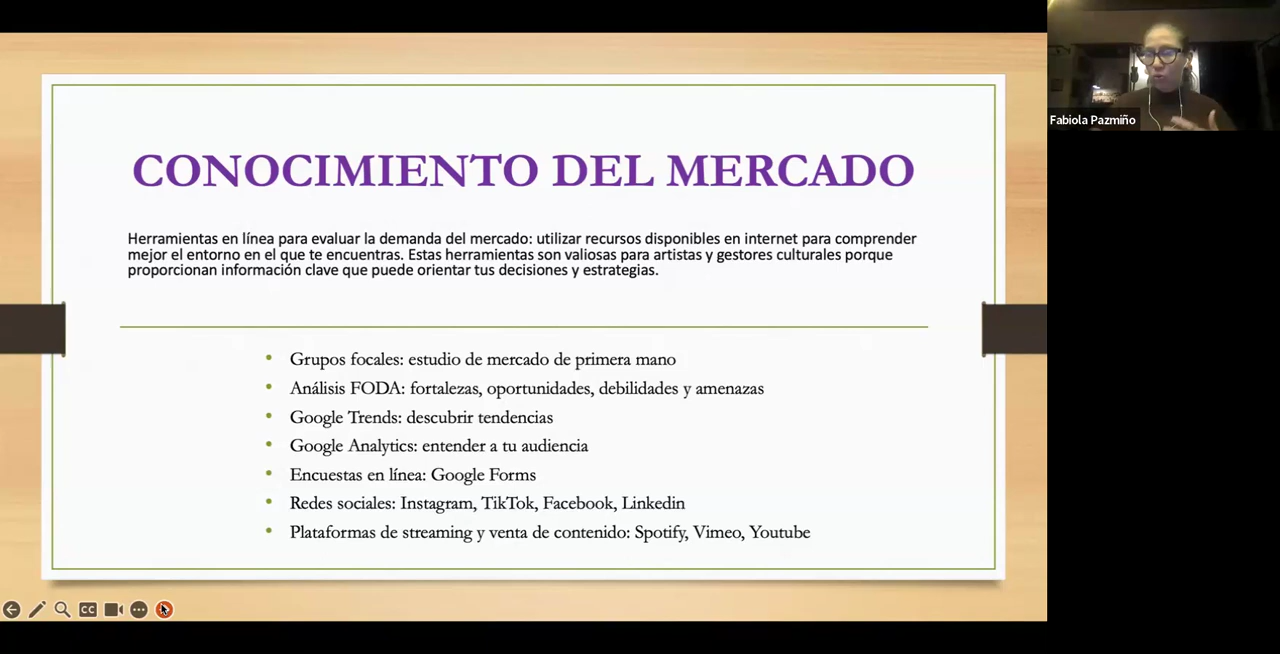 CONOCIMIENTO DEL MERCADO
Herramientas en línea para evaluar la demanda del mercado: utilizar recursos disponibles en internet para comprender
mejor el entorno en el que te encuentras. Estas herramientas son valiosas para artistas y gestores culturales porque
proporcionan información clave que puede orientar tus decisiones y estrategias.
• Grupos focales: estudio de mercado de primera mano
• Análisis FODA: fortalezas, oportunidades, debilidades y amenazas
• Google Trends: descubrir tendencias
• Google Analytics: entender a tu audiencia
• Encuestas en línea: Google Forms
• Redes sociales: Instagram, TikTok, Facebook, Linkedin
• Plataformas de streaming y venta de contenido: Spotify, Vimeo, Youtube
CC
Fabiola Pazmiño